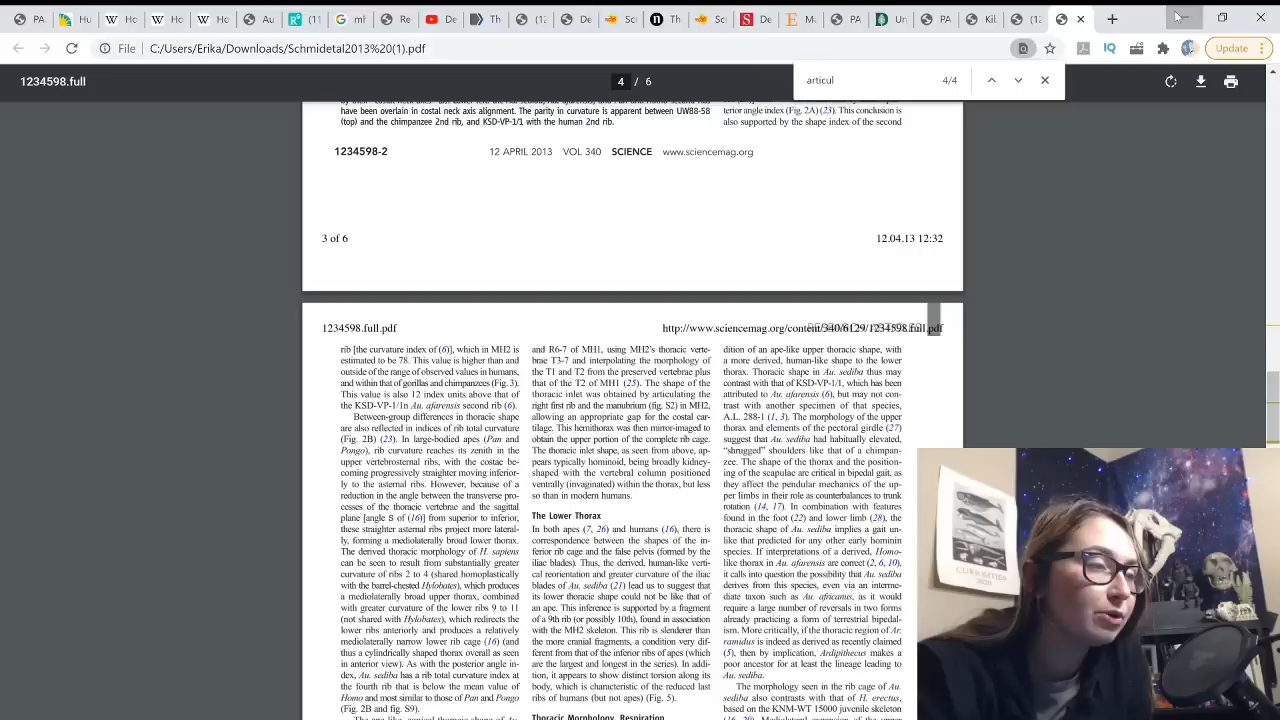 Wo
Ho
W Ho
Au
(11
mf
Re
De
Th
(12
De
Sci
Th
Sci
Sc
M
PA
Un
PA
Kil
(12
File C:/Users/Erika/Downloads/Schmidetal2013%20(1).pdf
IQ
Update
1234598.full
4 / 6
articul 4/4
have been overlain in costal neck axis alignment. The parity in curvature is apparent between UW88-58
(top) and the chimpanzee 2nd rib, and KSD-VP-1/1 with the human 2nd rib.
terior angle index (Fig. 2A) (23). This conclusion
also supported by the shape index of the second
1234598-2 12 APRIL 2013 VOL 340 SCIENCE www.sciencemag.org
3 of 6 12.04.13 12:32
1234598.full.pdf http://www.sciencemag.org/content/340/6129/1234598.full.pdf
rib [the curvature index of (6)], which in MH2 is
estimated to be 78. This value is higher than and
outside of the range of observed values in humans,
and within that of gorillas and chimpanzees (Fig. 3).
This value is also 12 index units above that of
the KSD-VP-1/1n Au. afarensis second rib (6).
Between-group differences in thoracic shape
are also reflected in indices of rib total curvature
(Fig. 2B) (23). In large-bodied apes (Pan and
Pongo), rib curvature reaches its zenith in the
upper vertebrosternal ribs, with the costae be-
coming progressively straighter moving inferior-
ly to the asternal ribs. However, because of a
reduction in the angle between the transverse pro-
cesses of the thoracic vertebrae and the sagittal
plane [angle S of (16)] from superior to inferior,
these straighter asternal ribs project more lateral-
ly, forming a mediolaterally broad lower thorax.
The derived thoracic morphology of H. sapiens
can be seen to result from substantially greater
curvature of ribs 2 to 4 (shared homoplastically
with the barrel-chested Hylobates), which produces
a mediolaterally broad upper thorax, combined
with greater curvature of the lower ribs 9 to 11
(not shared with Hylobates), which redirects the
lower ribs anteriorly and produces a relatively
mediolaterally narrow lower rib cage (16) (and
thus a cylindrically shaped thorax overall as seen
in anterior view). As with the posterior angle in-
dex, Au. sediba has a rib total curvature index at
the fourth rib that is below the mean value of
Homo and most similar to those of Pan and Pongo
(Fig. 2B and fig. S9).
and R6-7 of MH1, using MH2's thoracic verte-
brae T3-7 and interpolating the morphology of
the T1 and T2 from the preserved vertebrae plus
that of the T2 of MH1 (25). The shape of the
thoracic inlet was obtained by articulating the
right first rib and the manubrium (fig. S2) in MH2,
allowing an appropriate gap for the costal car-
tilage. This hemithorax was then mirror-imaged to
obtain the upper portion of the complete rib cage.
The thoracic inlet shape, as seen from above, ap-
pears typically hominoid, being broadly kidney-
shaped with the vertebral column positioned
ventrally (invaginated) within the thorax, but less
so than in modern humans.
The Lower Thorax
In both apes (7, 26) and humans (16), there is
correspondence between the shapes of the in-
ferior rib cage and the false pelvis (formed by the
iliac blades). Thus, the derived, human-like verti-
cal reorientation and greater curvature of the iliac
blades of Au. sediba (21) lead us to suggest that
its lower thoracic shape could not be like that of
an ape. This inference is supported by a fragment
of a 9th rib (or possibly 10th), found in association
with the MH2 skeleton. This rib is slenderer than
the more cranial fragments, a condition very dif-
ferent from that of the inferior ribs of apes (which
are the largest and longest in the series). In addi-
tion, it appears to show distinct torsion along its
body, which is characteristic of the reduced last
ribs of humans (but not apes) (Fig. 5).
Thoracic Morphology, Respiration
dition of an ape-like upper thoracic shape, with
a more derived, human-like shape to the lower
thorax. Thoracic shape in Au. sediba thus may
contrast with that of KSD-VP-1/1, which has been
attributed to Au. afarensis (6), but may not con-
trast with another specimen of that species,
A.L. 288-1 (1, 3). The morphology of the upper
thorax and elements of the pectoral girdle (27)
suggest that Au. sediba had habitually elevated,
"shrugged" shoulders like that of a chimpan-
zee. The shape of the thorax and the position-
ing of the scapulae are critical in bipedal gait, as
they affect the pendular mechanics of the up-
per limbs in their role as counterbalances to trunk
rotation (14, 17). In combination with features
found in the foot (22) and lower limb (28), the
thoracic shape of Au. sediba implies a gait un-
like that predicted for any other early hominin
species. If interpretations of a derived, Homo-
like thorax in Au. afarensis are correct (2, 6, 10),
it calls into question the possibility that Au. sediba
derives from this species, even via an interme-
diate taxon such as Au. africanus, as it would
require a large number of reversals in two forms
already practicing a form of terrestrial bipedal-
ism. More critically, if the thoracic region of Ar.
ramidus is indeed as derived as recently claimed
(5), then by implication, Ardipithecus makes a
poor ancestor for at least the lineage leading to
Au. sediba.
The morphology seen in the rib cage of Au.
sediba also contrasts with that of H. erectus,
based on the KNM-WT 15000 juvenile skeleton
CURIOSITIES
2020